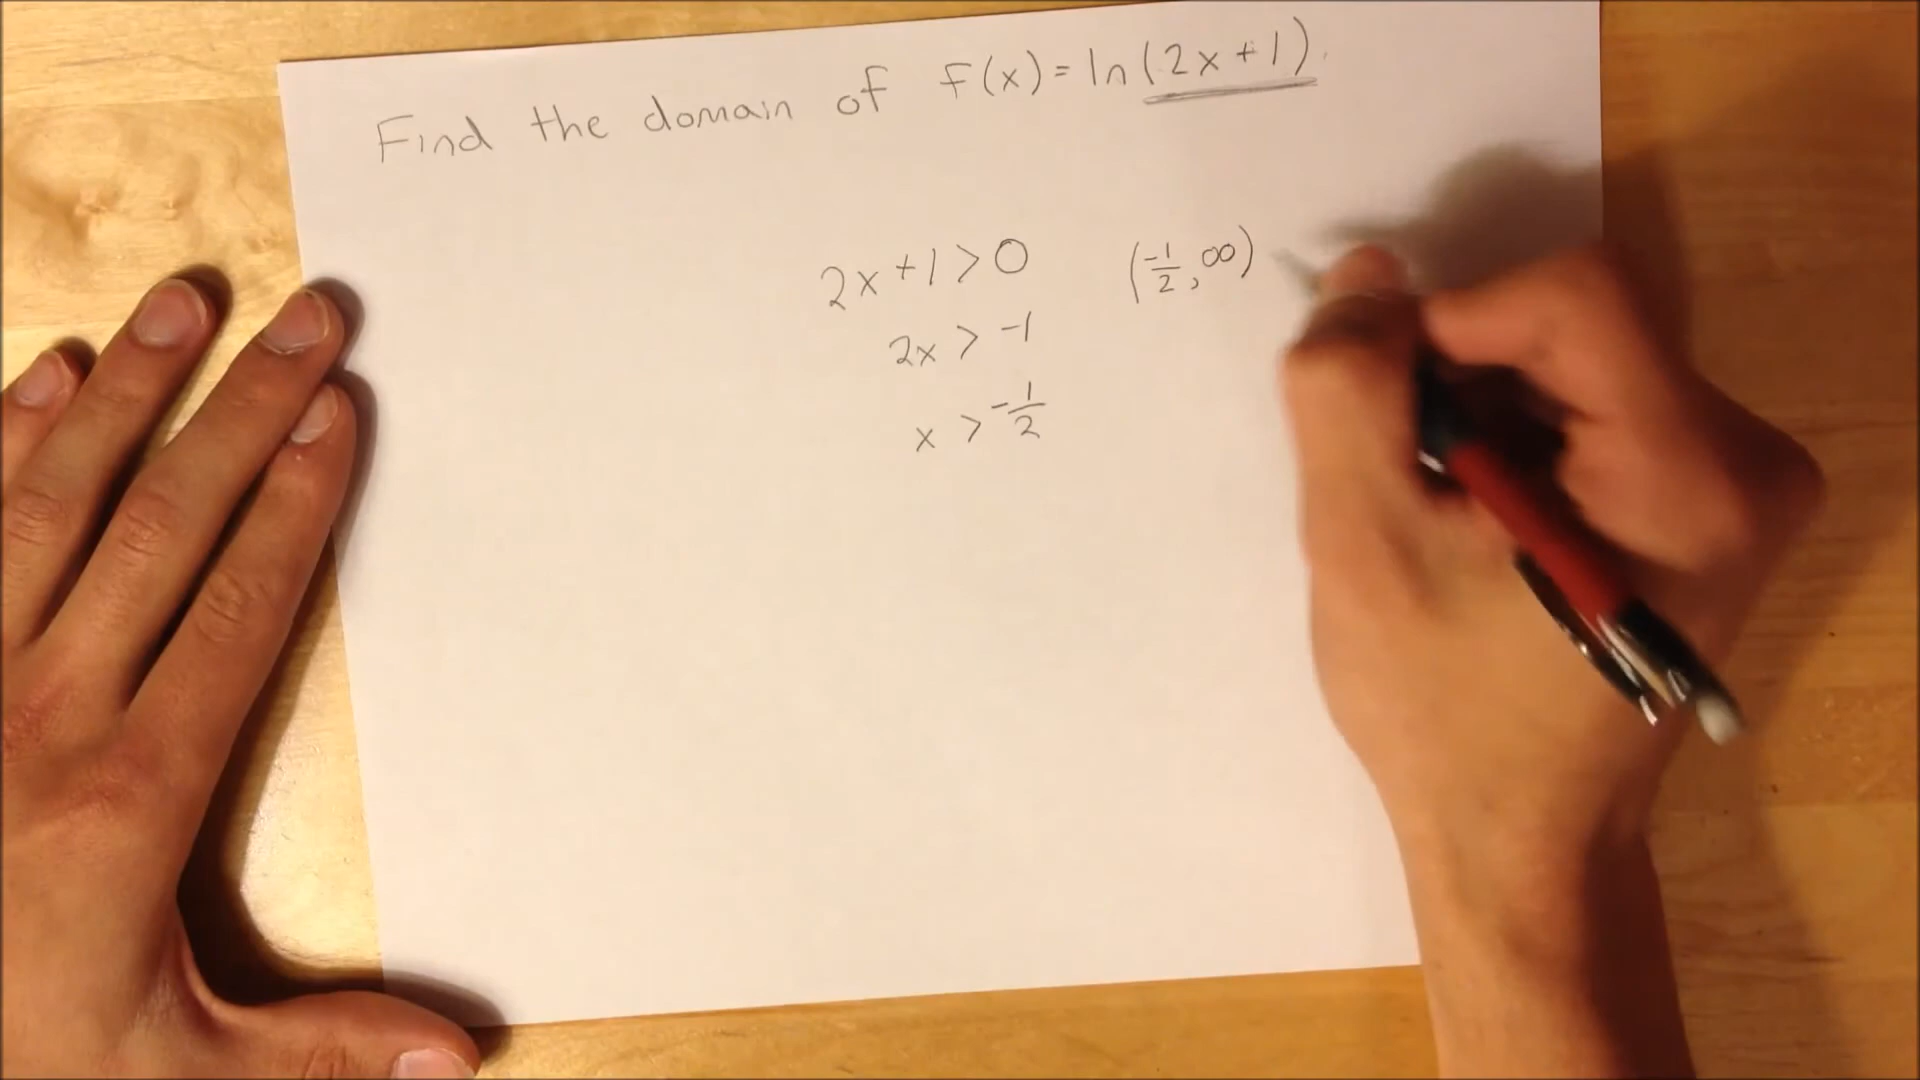 Find the domain of f(x) = ln(2x+1).
2x+1 > 0
(-1/2, ∞)
2x > -1
x > -1/2